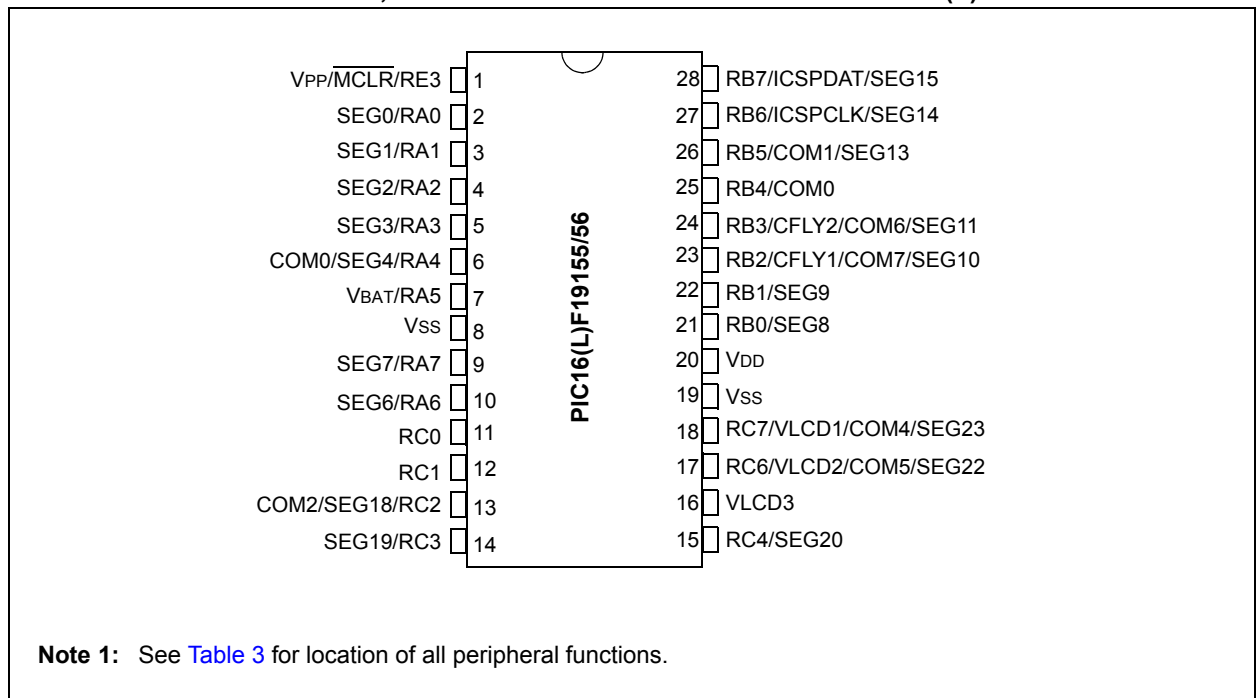 VPP/MCLR/RE3 1
SEG0/RA0 2
SEG1/RA1 3
SEG2/RA2 4
SEG3/RA3 5
COM0/SEG4/RA4 6
VBAT/RA5 7
VSS 8
SEG7/RA7 9
SEG6/RA6 10
RC0 11
RC1 12
COM2/SEG18/RC2 13
SEG19/RC3 14
PIC16(L)F19155/56
28 RB7/ICSPDAT/SEG15
27 RB6/ICSPCLK/SEG14
26 RB5/COM1/SEG13
25 RB4/COM0
24 RB3/CFLY2/COM6/SEG11
23 RB2/CFLY1/COM7/SEG10
22 RB1/SEG9
21 RB0/SEG8
20 VDD
19 VSS
18 RC7/VLCD1/COM4/SEG23
17 RC6/VLCD2/COM5/SEG22
16 VLCD3
15 RC4/SEG20
Note 1: See Table 3 for location of all peripheral functions.